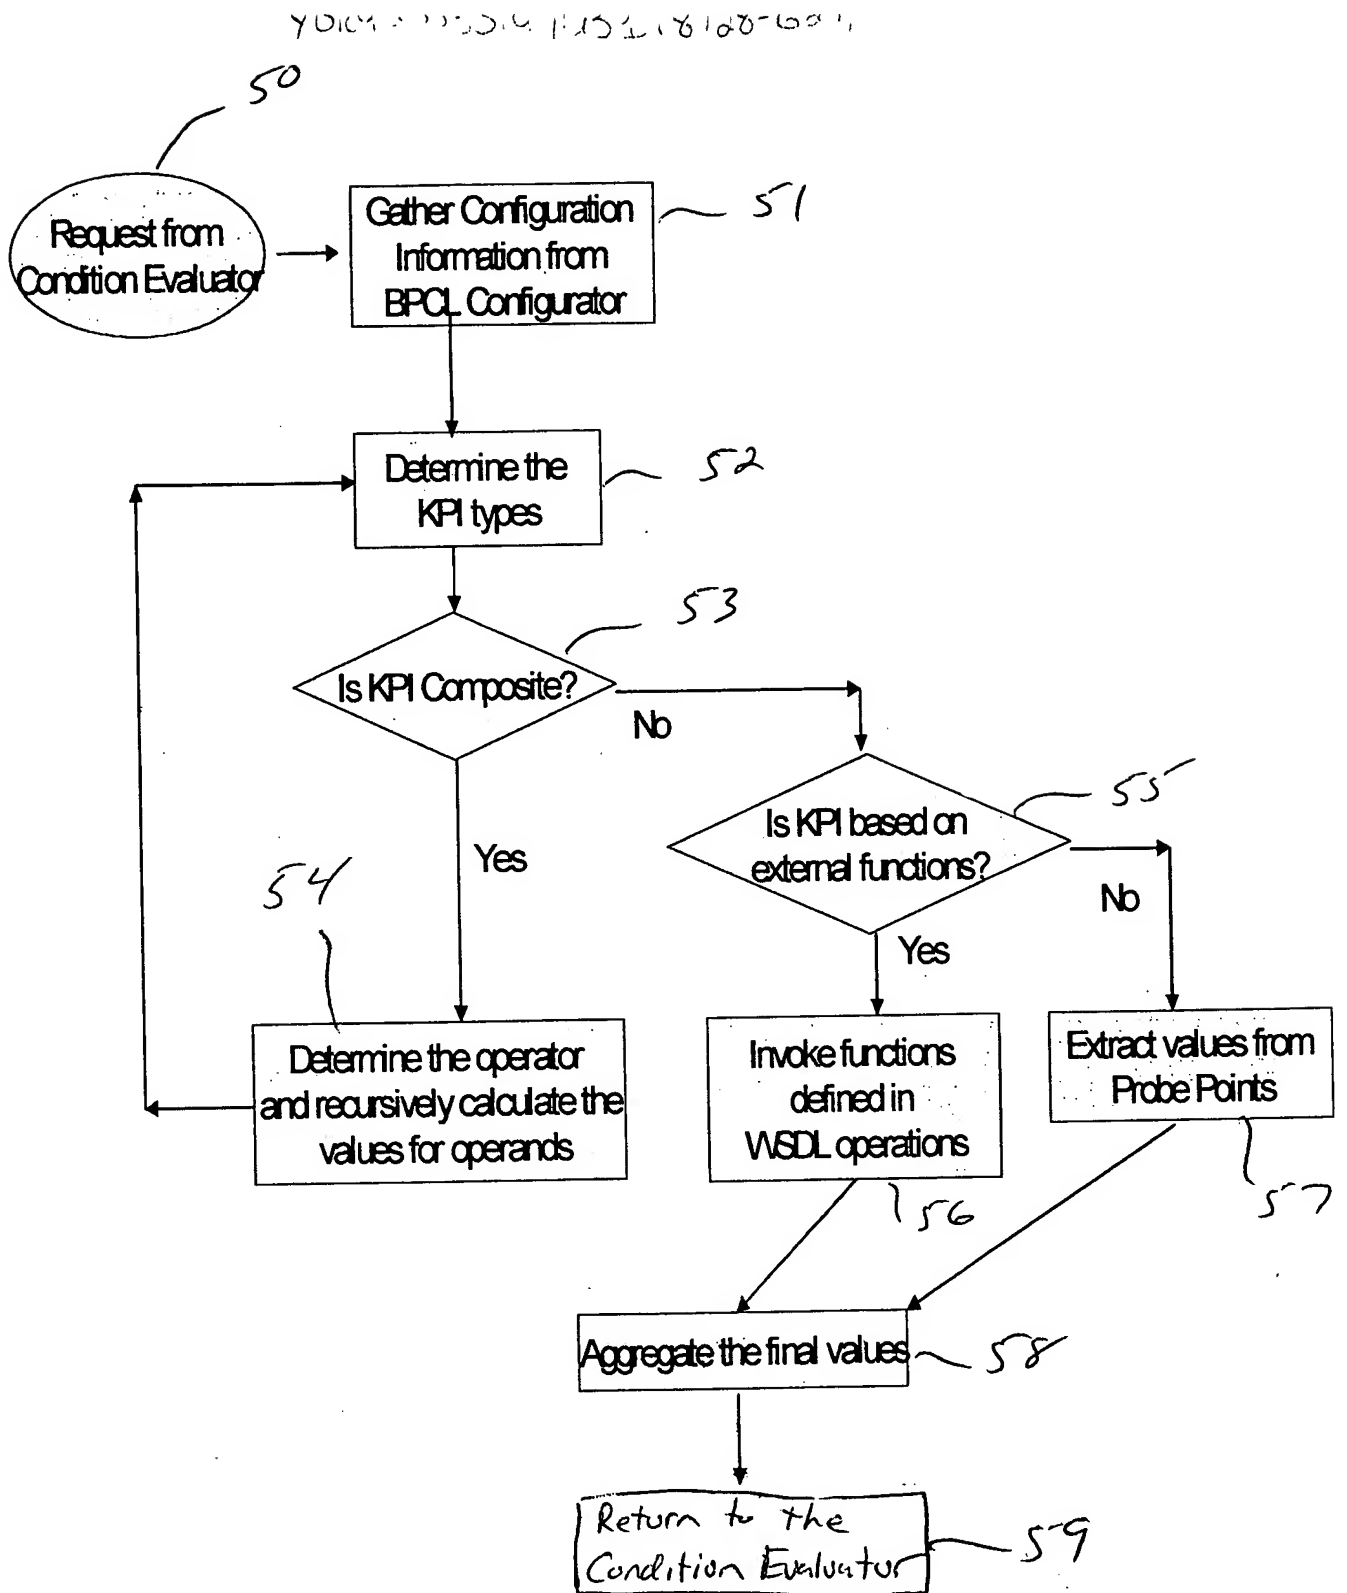 50
Request from
Condition Evaluator
Gather Configuration
Information from
BPCL Configurator
51
Determine the
KPI types
52
Is KPI Composite?
53
No
Yes
Is KPI based on
external functions?
55
No
Yes
54
Determine the operator
and recursively calculate the
values for operands
Invoke functions
defined in
WSDL operations
56
Extract values from
Probe Points
57
Aggregate the final values
58
Return to the
Condition Evaluator
59